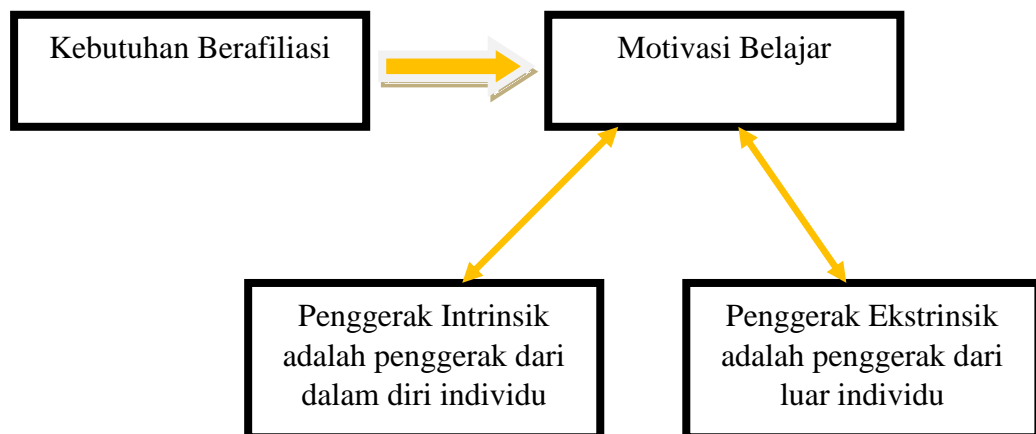 Kebutuhan Berafiliasi
Motivasi Belajar
Penggerak Intrinsik
adalah penggerak dari
dalam diri individu
Penggerak Ekstrinsik
adalah penggerak dari
luar individu